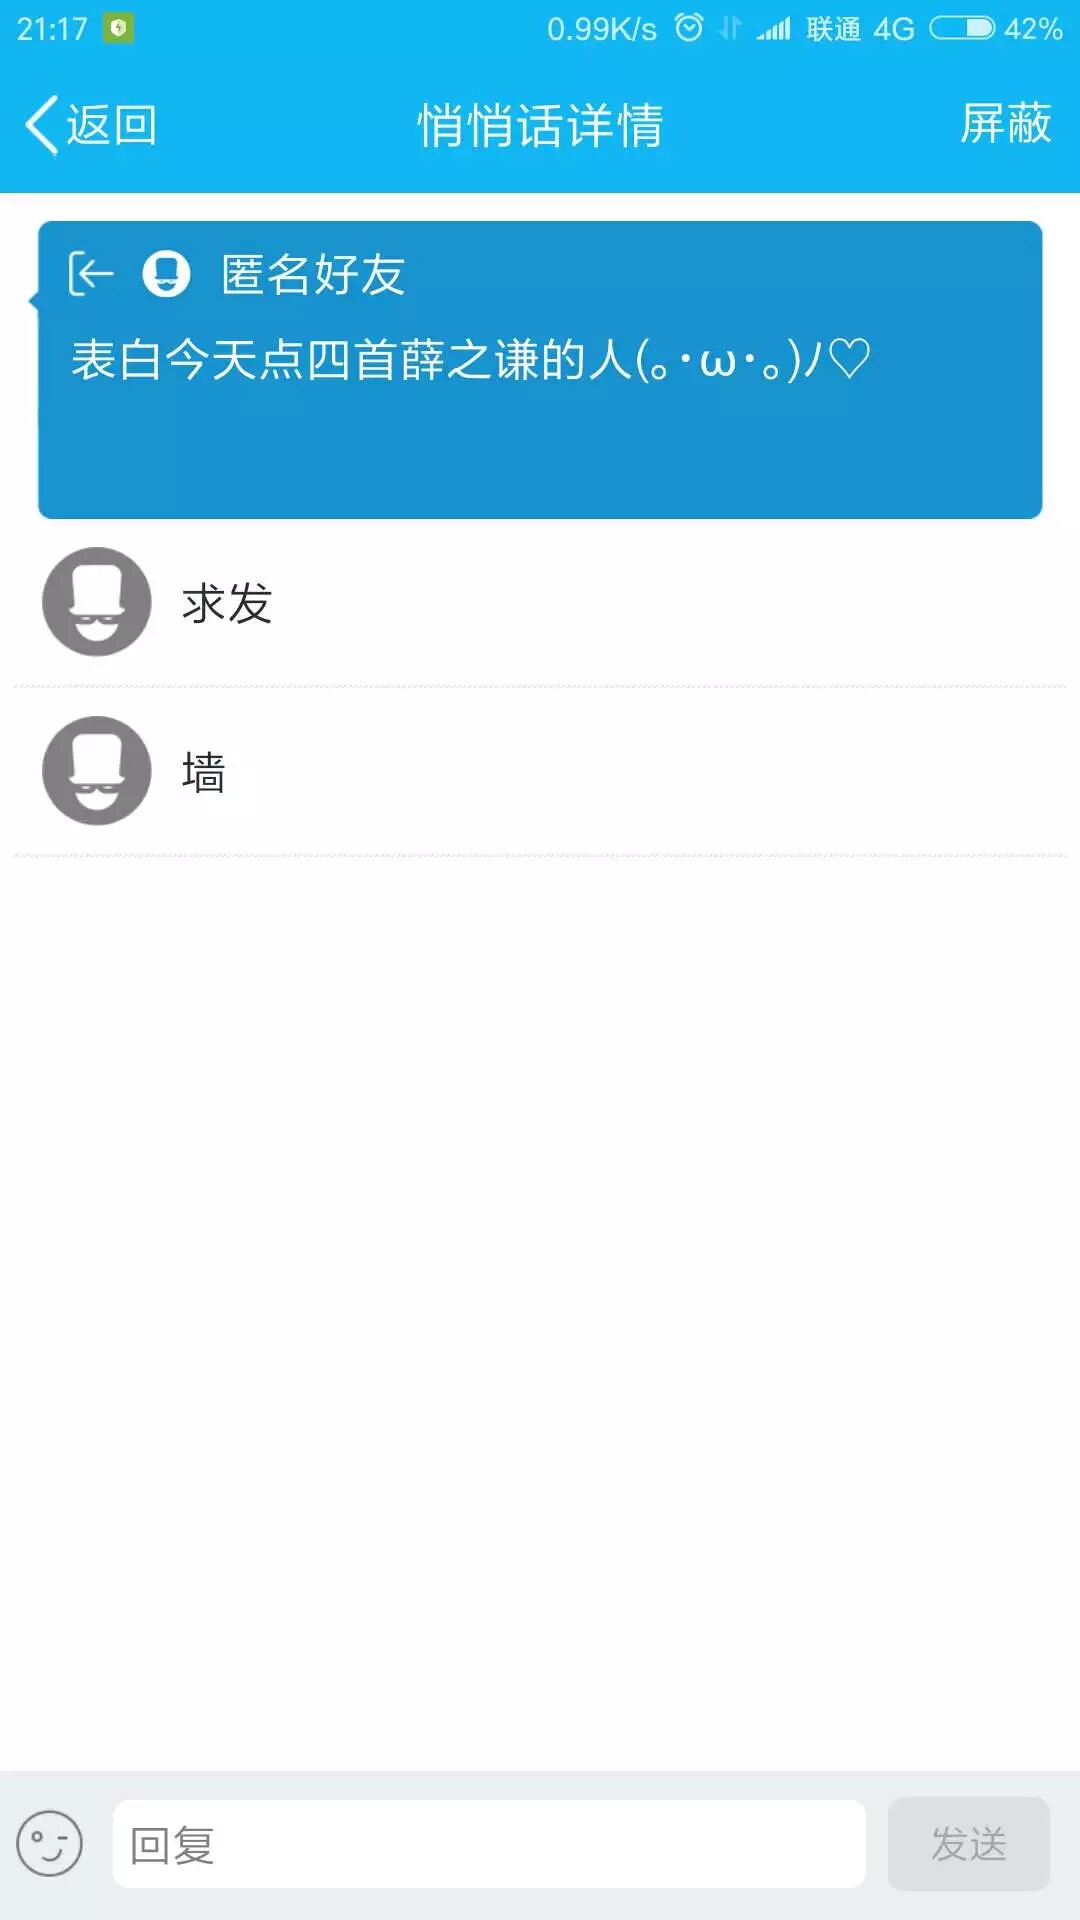 21:17 0.99K/s 联通 4G 42%
返回 悄悄话详情 屏蔽
匿名好友
表白今天点四首薛之谦的人(｡･ω･｡)ﾉ♡
求发
墙
回复 发送